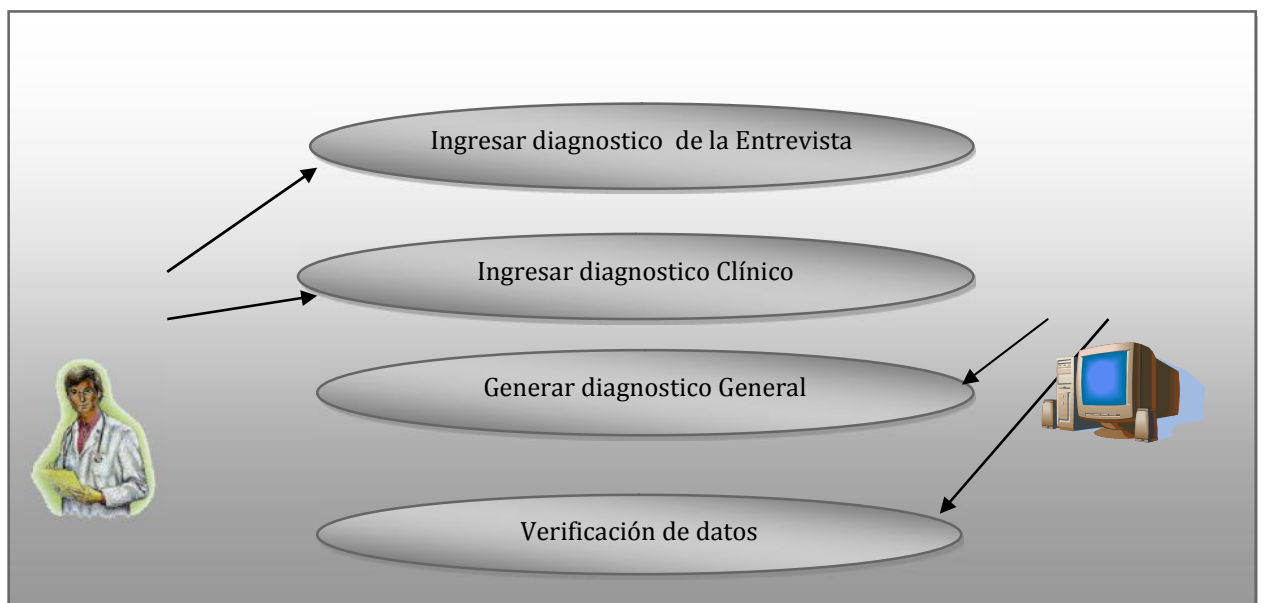 Ingresar diagnostico de la Entrevista
Ingresar diagnostico Clínico
Generar diagnostico General
Verificación de datos